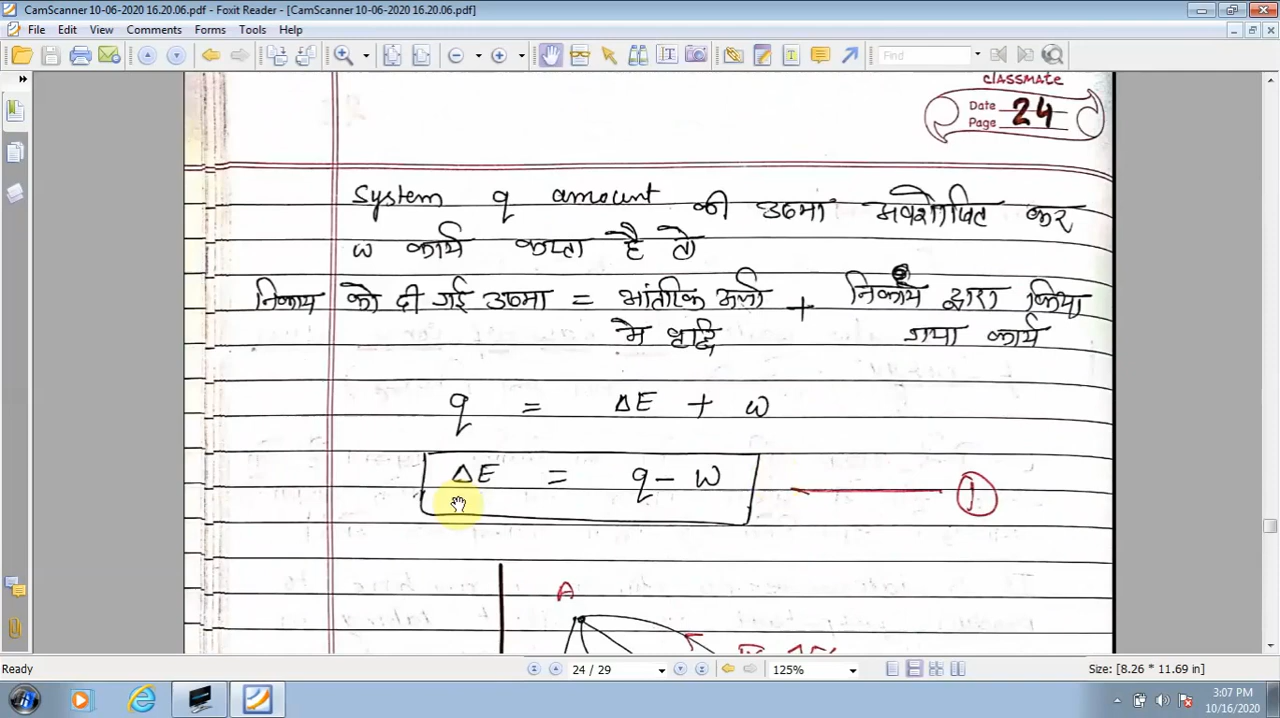 CamScanner 10-06-2020 16.20.06.pdf - Foxit Reader - [CamScanner 10-06-2020 16.20.06.pdf]
File Edit View Comments Forms Tools Help
Find
CLASSMATE
Date
Page 24
System q amount की उष्मा अवशोषित कर
w कार्य करता है तो
निकाय को दी गई उष्मा = आंतरिक ऊर्जा + निकाय द्वारा किया
मे वृद्धि गया कार्य
q = ΔE + w
ΔE = q - w ①
A
Ready 24 / 29 125% Size: [8.26 * 11.69 in]
3:07 PM
10/16/2020